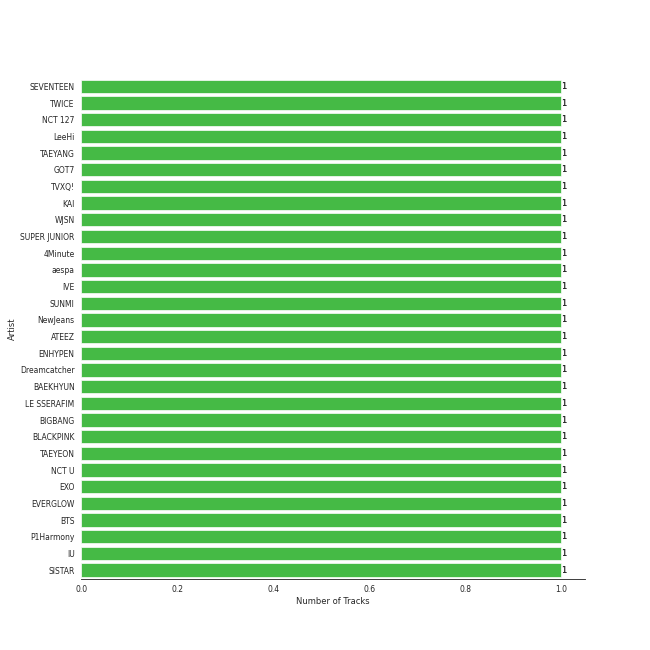 SEVENTEEN 1
TWICE 1
NCT 127 1
LeeHi 1
TAEYANG 1
GOT7 1
TVXQ! 1
KAI 1
WJSN 1
SUPER JUNIOR 1
4Minute 1
aespa 1
IVE 1
SUNMI 1
NewJeans 1
ATEEZ 1
ENHYPEN 1
Dreamcatcher 1
BAEKHYUN 1
LE SSERAFIM 1
BIGBANG 1
BLACKPINK 1
TAEYEON 1
NCT U 1
EXO 1
EVERGLOW 1
BTS 1
P1Harmony 1
IU 1
SISTAR 1
Artist
0.0 0.2 0.4 0.6 0.8 1.0
Number of Tracks